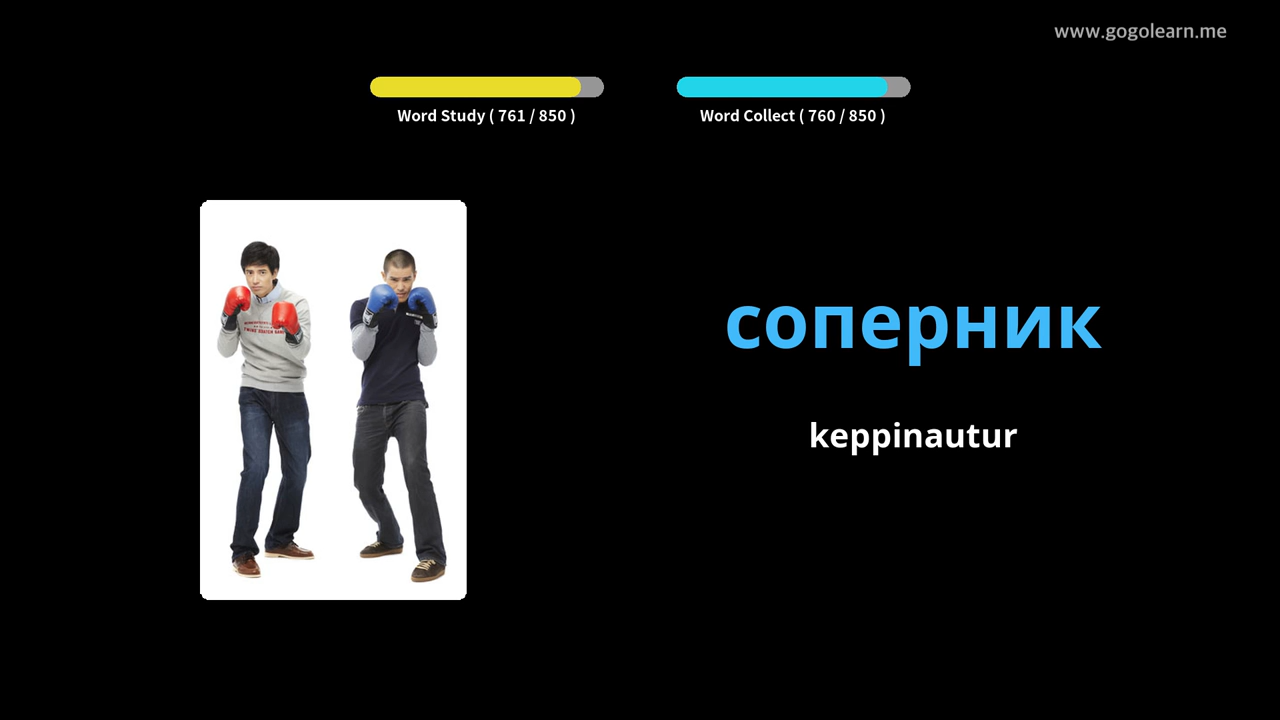 www.gogolearn.me
Word Study ( 761 / 850 )
Word Collect ( 760 / 850 )
соперник
keppinautur